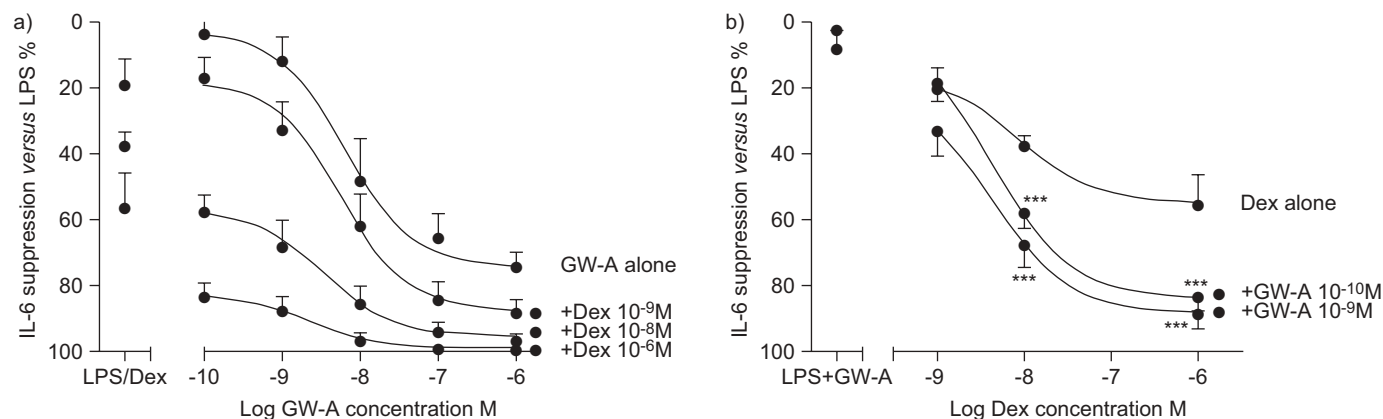 a)
IL-6 suppression versus LPS %
0
20
40
60
80
100
LPS/Dex
-10
-9
-8
-7
-6
Log GW-A concentration M
GW-A alone
+Dex 10⁻⁹M
+Dex 10⁻⁸M
+Dex 10⁻⁶M
b)
IL-6 suppression versus LPS %
0
20
40
60
80
100
LPS+GW-A
-9
-8
-7
-6
Log Dex concentration M
Dex alone
***
***
***
+GW-A 10⁻¹⁰M
+GW-A 10⁻⁹M
***